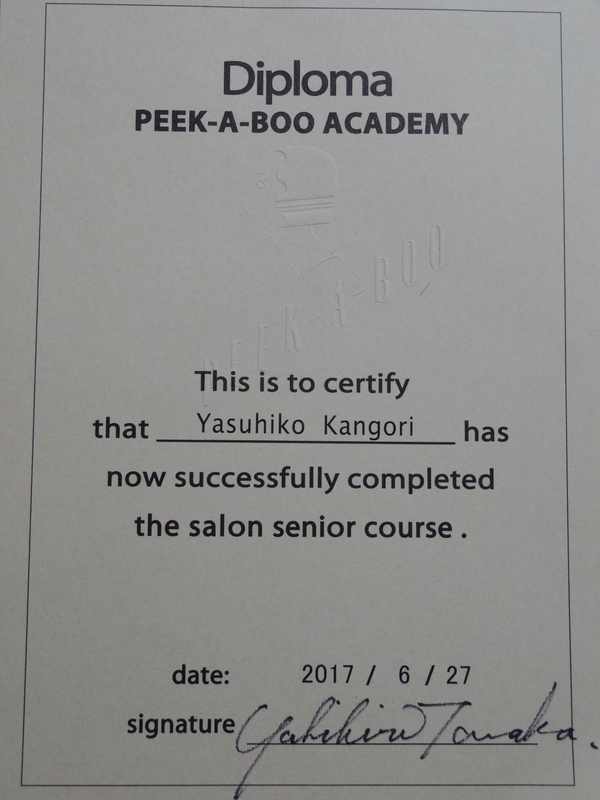 Diploma
PEEK-A-BOO ACADEMY
PEEK-A-BOO
This is to certify
that Yasuhiko Kangori has
now successfully completed
the salon senior course .
date: 2017 / 6 / 27
signature Tanaka.